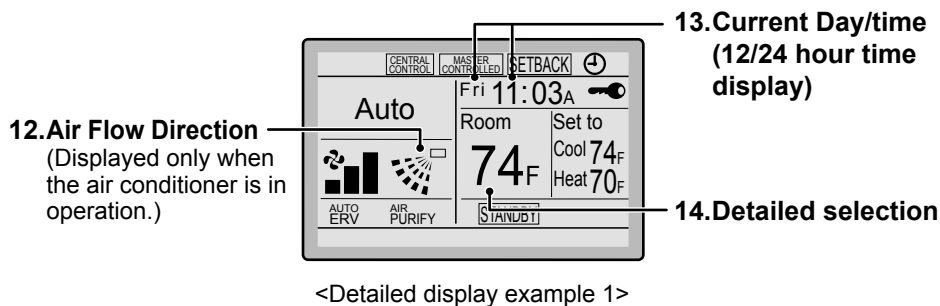 13.Current Day/time
(12/24 hour time
display)
CENTRAL CONTROL
MASTER CONTROLLED
SETBACK
Fri 11:03A
Auto
Room
Set to
12.Air Flow Direction
(Displayed only when
the air conditioner is in
operation.)
74F
Cool 74F
Heat 70F
AUTO
ERV
AIR
PURIFY
STANDBY
14.Detailed selection
<Detailed display example 1>